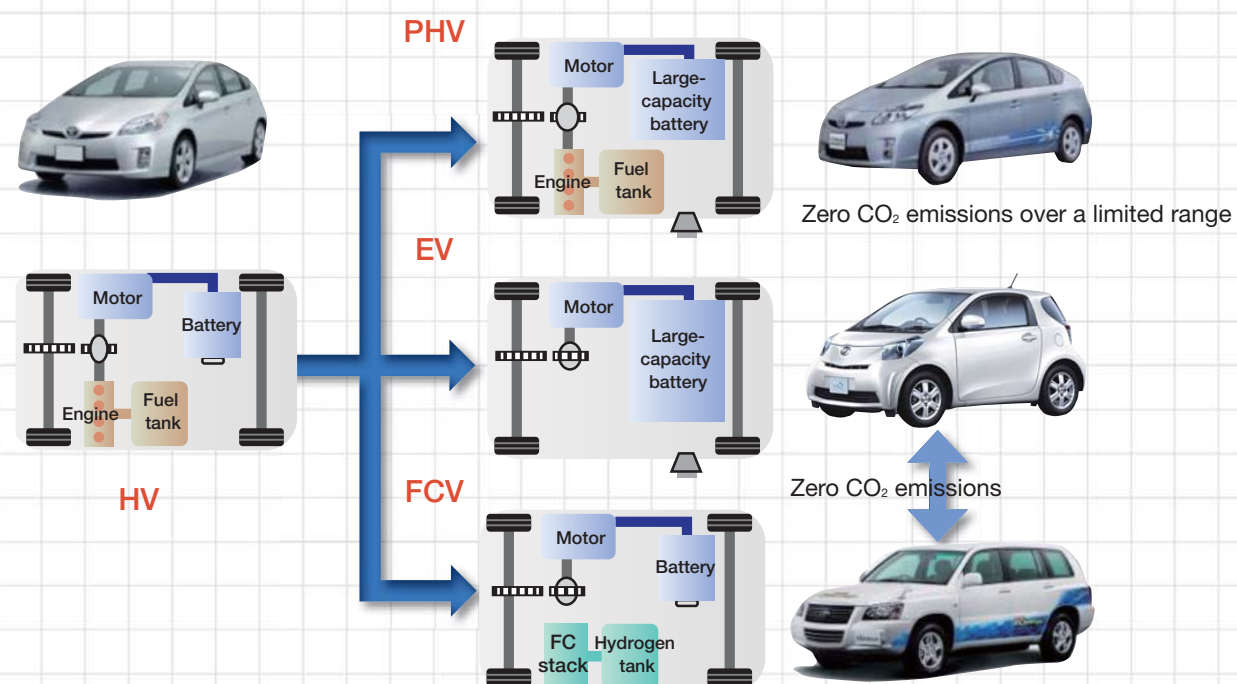 PHV
Motor
Large-
capacity
battery
Engine
Fuel
tank
Zero CO₂ emissions over a limited range
EV
Motor
Battery
Engine
Fuel
tank
HV
Motor
Large-
capacity
battery
Zero CO₂ emissions
FCV
Motor
Battery
FC
stack
Hydrogen
tank